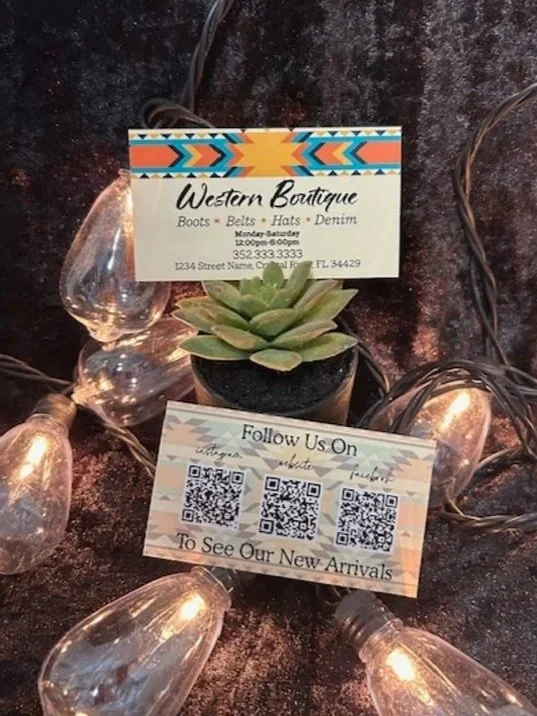 Western Boutique
Boots * Belts * Hats * Denim
Monday-Saturday
12:00pm-6:00pm
352.333.3333
1234 Street Name, Crystal River, FL 34429
Follow Us On
instagram website facebook
To See Our New Arrivals